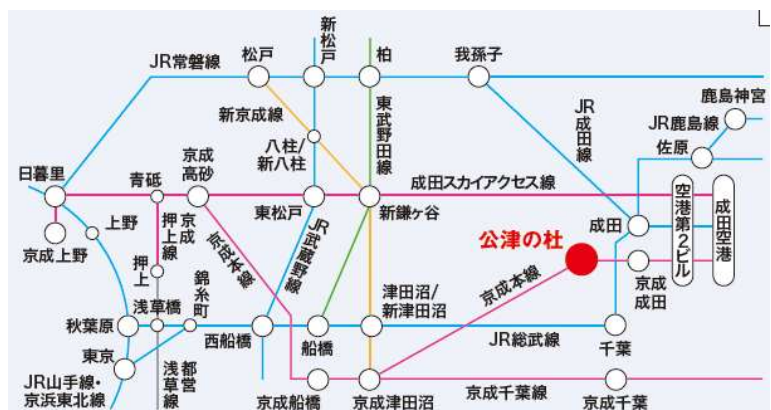 新松戸
松戸
柏
我孫子
JR常磐線
鹿島神宮
新京成線
東武野田線
JR成田線
JR鹿島線
佐原
八柱/
新八柱
京成
高砂
日暮里
青砥
成田スカイアクセス線
東松戸
新鎌ヶ谷
空港第2ビル
成田空港
上野
京成
押上線
京成本線
JR武蔵野線
公津の杜
成田
京成上野
押上
錦糸町
京成本線
京成
成田
津田沼/
新津田沼
浅草橋
秋葉原
西船橋
船橋
JR総武線
千葉
東京
都営
浅草線
JR山手線・
京浜東北線
京成船橋
京成津田沼
京成千葉線
京成千葉